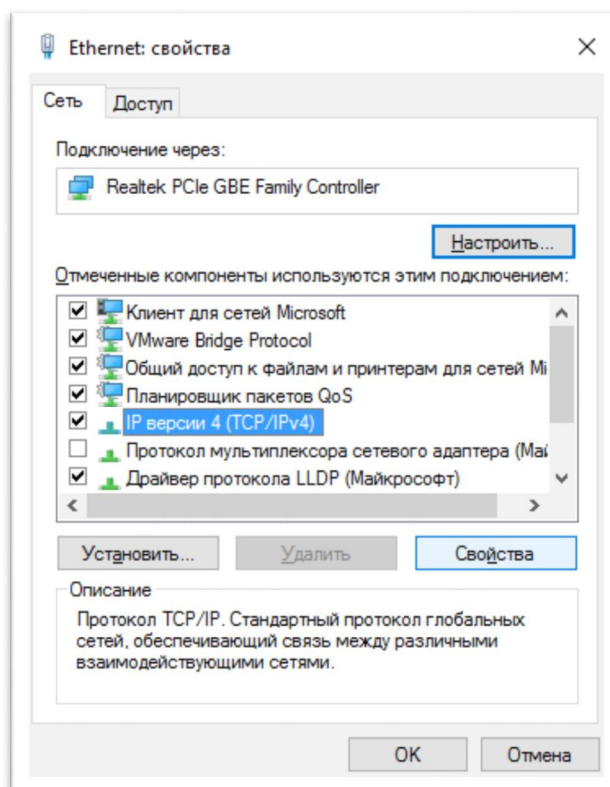 Ethernet: свойства
Сеть Доступ
Подключение через:
Realtek PCIe GBE Family Controller
Настроить...
Отмеченные компоненты используются этим подключением:
Клиент для сетей Microsoft
VMware Bridge Protocol
Общий доступ к файлам и принтерам для сетей Mi
Планировщик пакетов QoS
IP версии 4 (TCP/IPv4)
Протокол мультиплексора сетевого адаптера (Май
Драйвер протокола LLDP (Майкрософт)
Установить... Удалить Свойства
Описание
Протокол TCP/IP. Стандартный протокол глобальных
сетей, обеспечивающий связь между различными
взаимодействующими сетями.
OK Отмена